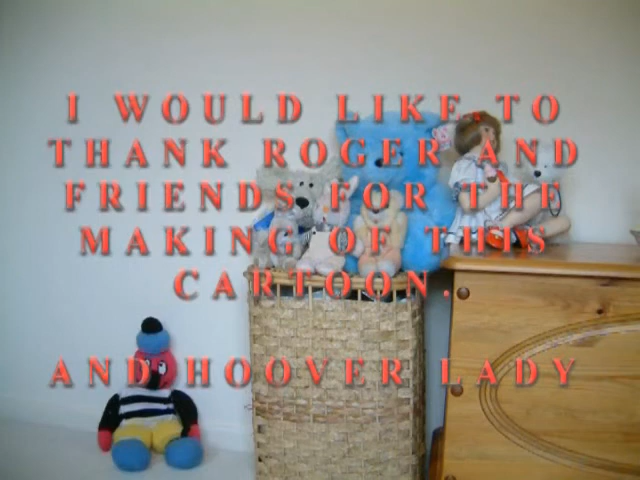 I WOULD LIKE TO
THANK ROGER AND
FRIENDS FOR THE
MAKING OF THIS
CARTOON.
AND HOOVER LADY